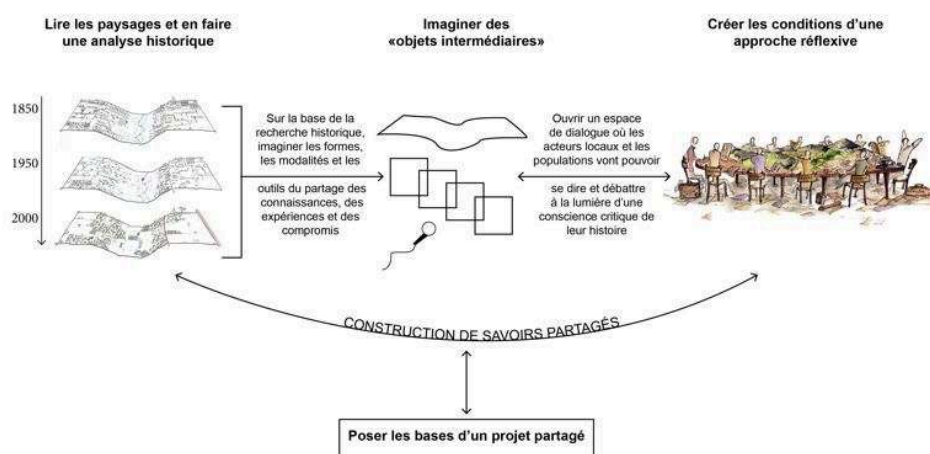 Lire les paysages et en faire
une analyse historique
Imaginer des
«objets intermédiaires»
Créer les conditions d'une
approche réflexive
1850
1950
2000
Sur la base de la
recherche historique,
imaginer les formes,
les modalités et les
outils du partage des
connaissances, des
expériences et des
compromis
Ouvrir un espace
de dialogue où les
acteurs locaux et les
populations vont pouvoir
se dire et débattre
à la lumière d'une
conscience critique de
leur histoire
CONSTRUCTION DE SAVOIRS PARTAGÉS
Poser les bases d'un projet partagé